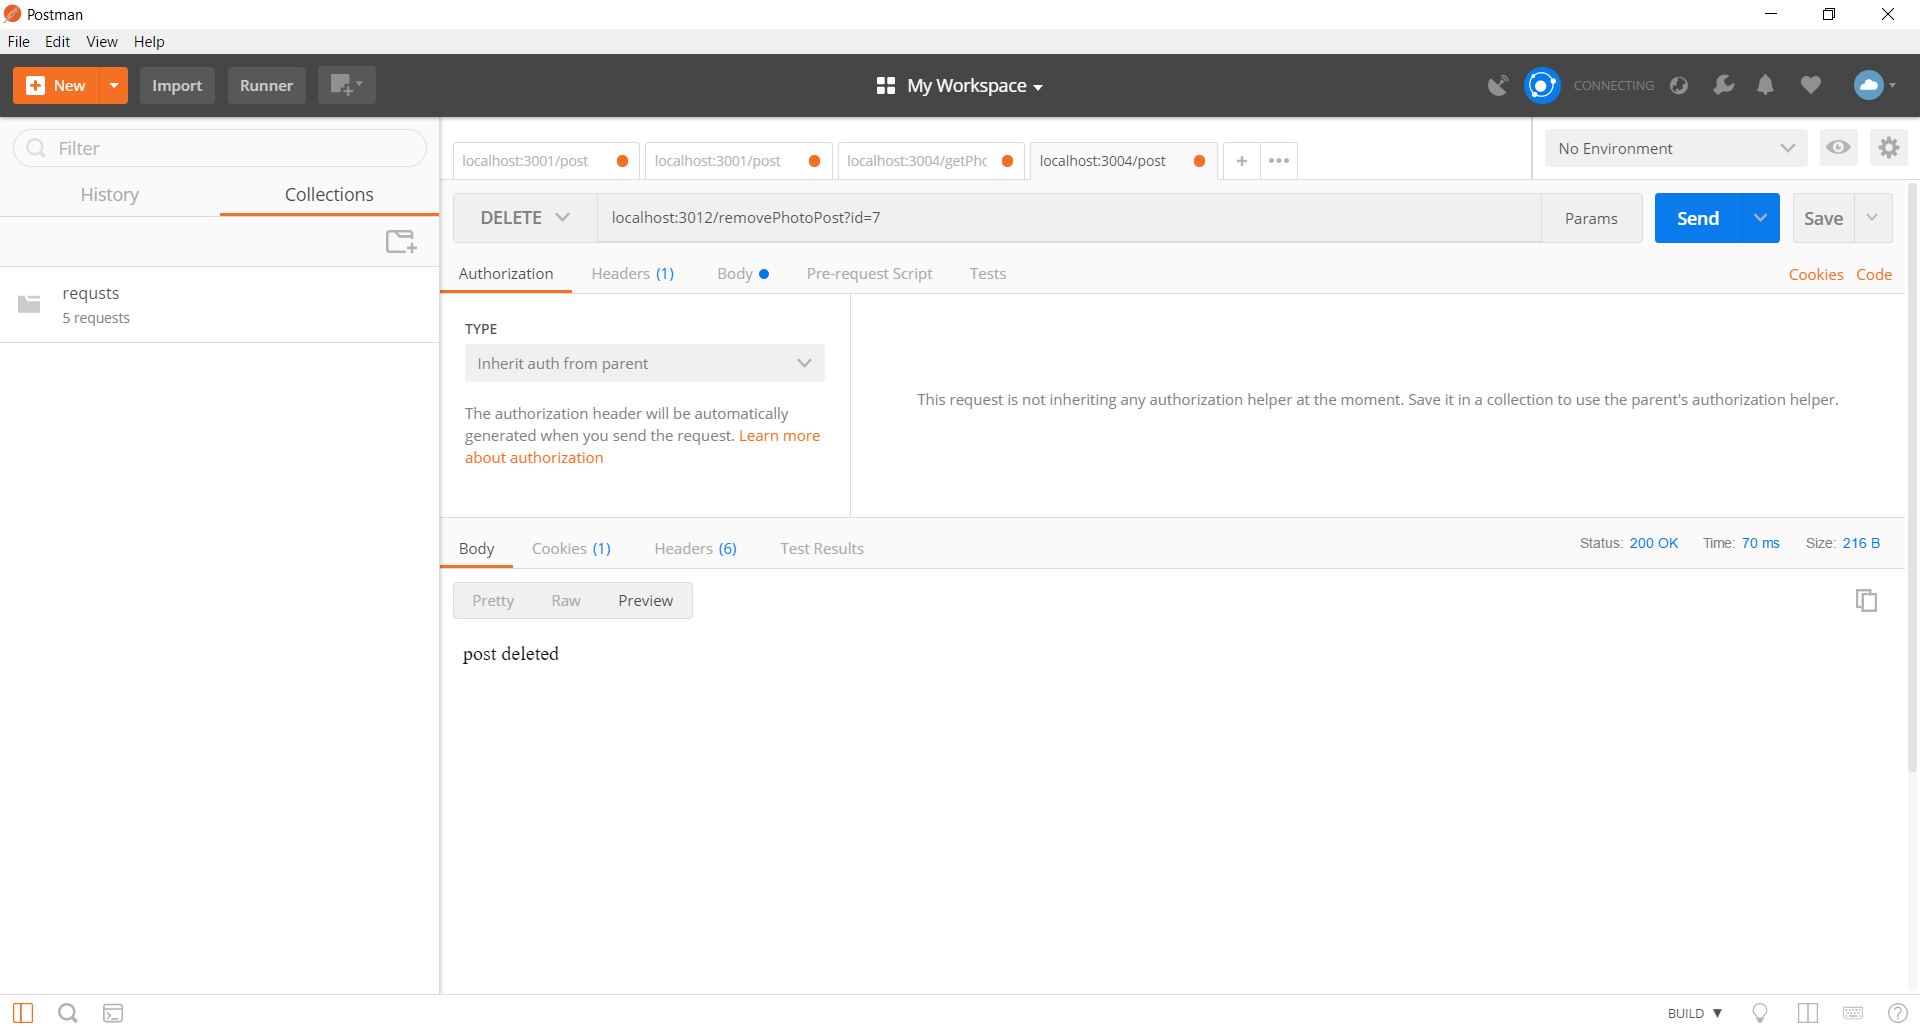 Postman
File Edit View Help
New Import Runner My Workspace CONNECTING
Filter
History Collections
requsts
5 requests
localhost:3001/post localhost:3001/post localhost:3004/getPhc localhost:3004/post + •••
No Environment
DELETE localhost:3012/removePhotoPost?id=7 Params Send Save
Authorization Headers (1) Body Pre-request Script Tests Cookies Code
TYPE
Inherit auth from parent
The authorization header will be automatically
generated when you send the request. Learn more
about authorization
This request is not inheriting any authorization helper at the moment. Save it in a collection to use the parent's authorization helper.
Body Cookies (1) Headers (6) Test Results Status: 200 OK Time: 70 ms Size: 216 B
Pretty Raw Preview
post deleted
BUILD ▼